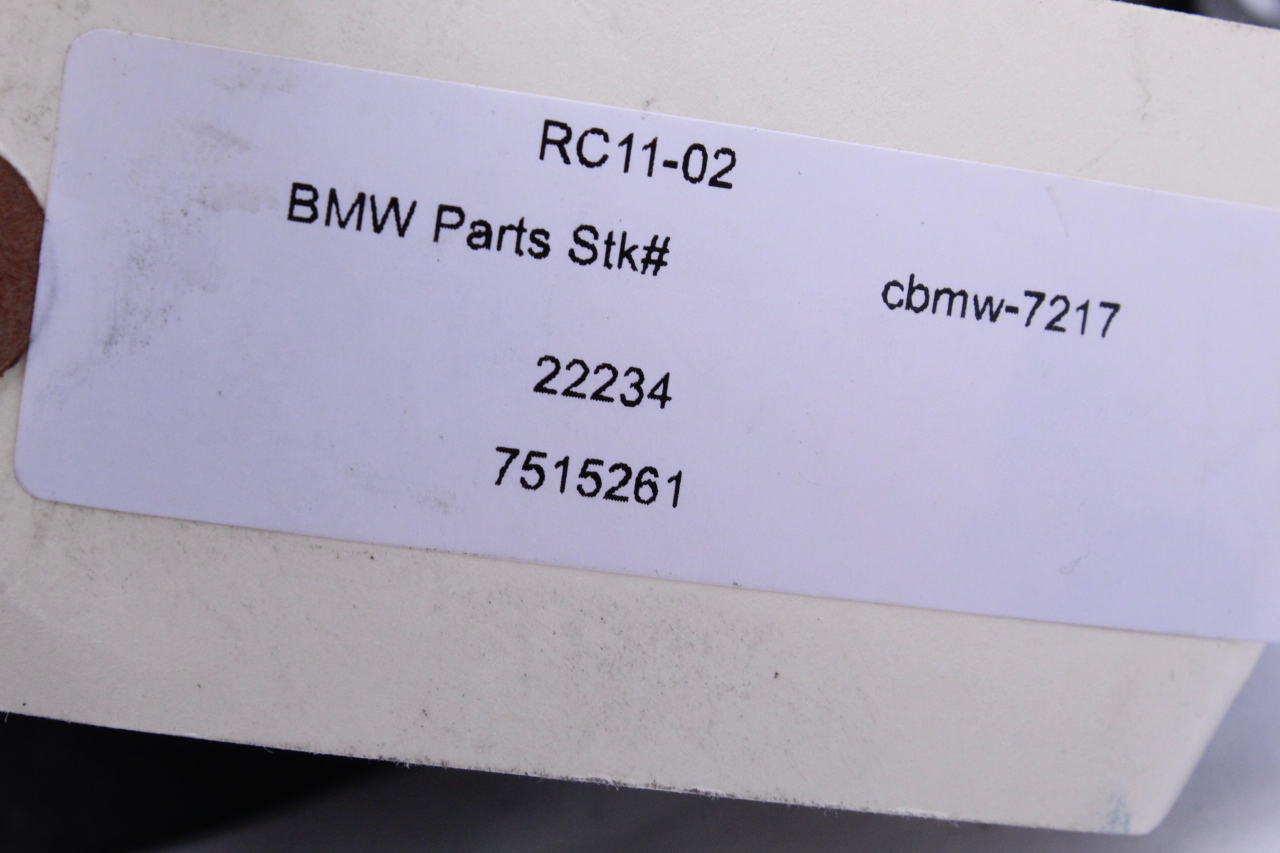 RC11-02
BMW Parts Stk# cbmw-7217
22234
7515261